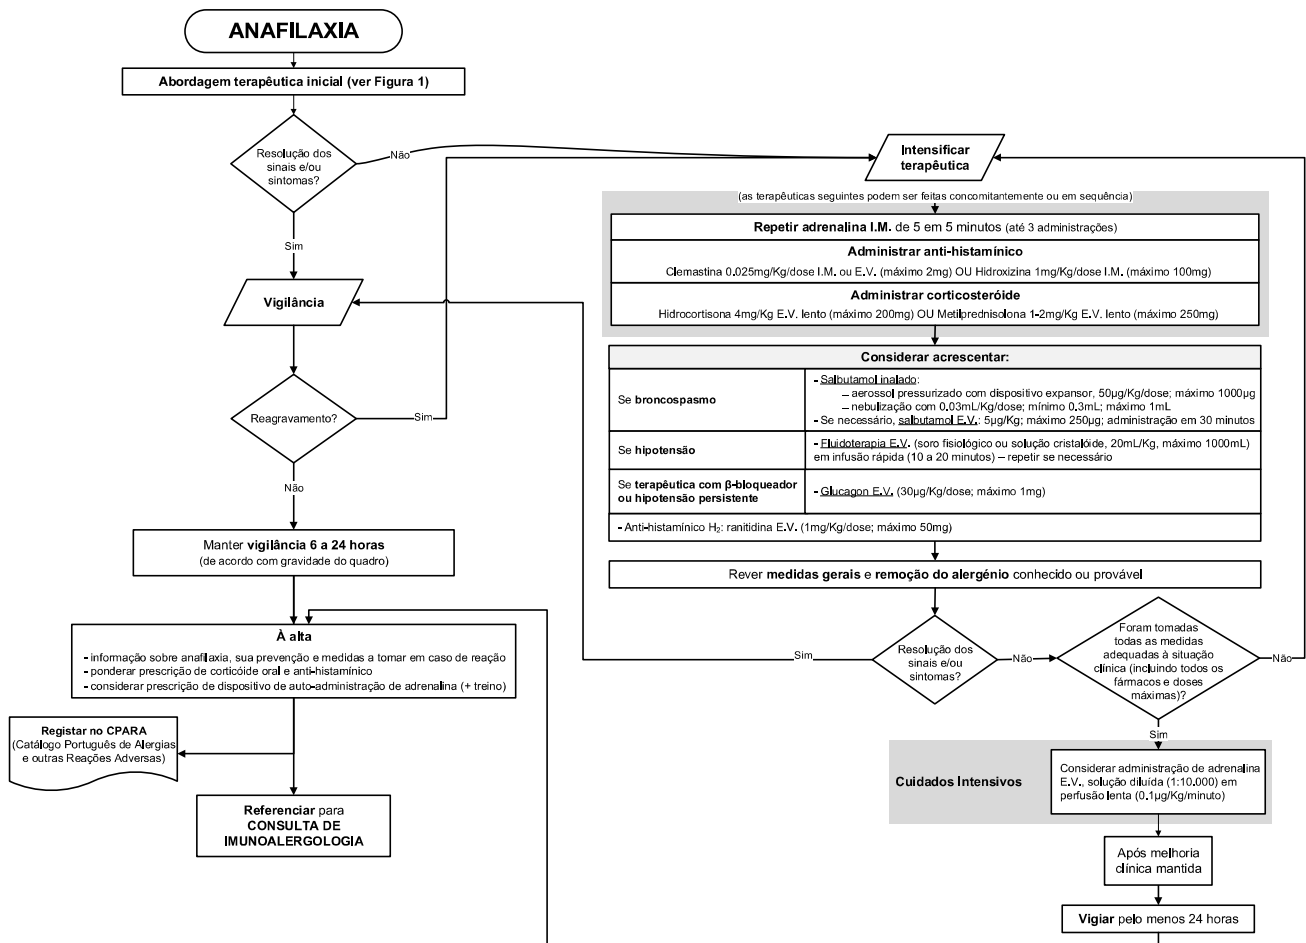 ANAFILAXIA
Abordagem terapêutica inicial (ver Figura 1)
Resolução dos
sinais e/ou
sintomas?
Não
Sim
Vigilância
Reagravamento?
Sim
Não
Manter vigilância 6 a 24 horas
(de acordo com gravidade do quadro)
À alta
- informação sobre anafilaxia, sua prevenção e medidas a tomar em caso de reação
- ponderar prescrição de corticóide oral e anti-histamínico
- considerar prescrição de dispositivo de auto-administração de adrenalina (+ treino)
Registar no CPARA
(Catálogo Português de Alergias
e outras Reações Adversas)
Referenciar para
CONSULTA DE
IMUNOALERGOLOGIA
Intensificar
terapêutica
(as terapêuticas seguintes podem ser feitas concomitantemente ou em sequência)
Repetir adrenalina I.M. de 5 em 5 minutos (até 3 administrações)
Administrar anti-histamínico
Clemastina 0.025mg/Kg/dose I.M. ou E.V. (máximo 2mg) OU Hidroxizina 1mg/Kg/dose I.M. (máximo 100mg)
Administrar corticosteróide
Hidrocortisona 4mg/Kg E.V. lento (máximo 200mg) OU Metilprednisolona 1-2mg/Kg E.V. lento (máximo 250mg)
Considerar acrescentar:
Se broncospasmo
- Salbutamol inalado:
– aerossol pressurizado com dispositivo expansor, 50µg/Kg/dose; máximo 1000µg
– nebulização com 0.03mL/Kg/dose; mínimo 0.3mL; máximo 1mL
- Se necessário, salbutamol E.V.: 5µg/Kg; máximo 250µg; administração em 30 minutos
Se hipotensão
- Fluidoterapia E.V. (soro fisiológico ou solução cristalóide, 20mL/Kg, máximo 1000mL)
em infusão rápida (10 a 20 minutos) – repetir se necessário
Se terapêutica com β-bloqueador
ou hipotensão persistente
- Glucagon E.V. (30µg/Kg/dose; máximo 1mg)
- Anti-histamínico H₂: ranitidina E.V. (1mg/Kg/dose; máximo 50mg)
Rever medidas gerais e remoção do alergénio conhecido ou provável
Resolução dos
sinais e/ou
sintomas?
Sim
Não
Foram tomadas
todas as medidas
adequadas à situação
clínica (incluindo todos os
fármacos e doses
máximas)?
Não
Sim
Cuidados Intensivos
Considerar administração de adrenalina
E.V., solução diluída (1:10.000) em
perfusão lenta (0.1µg/Kg/minuto)
Após melhoria
clínica mantida
Vigiar pelo menos 24 horas